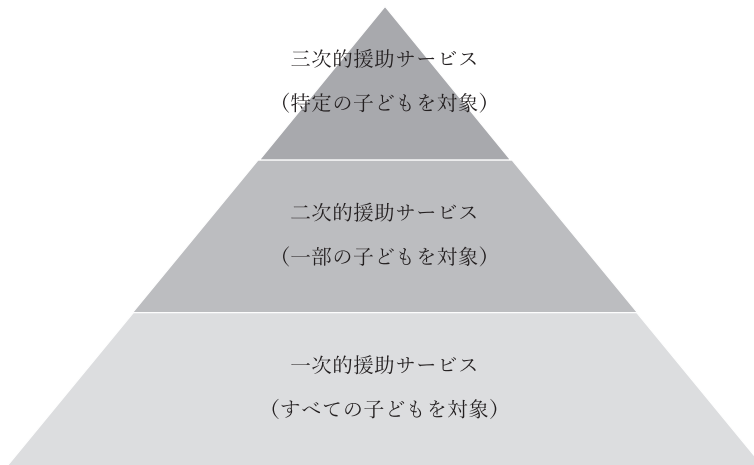 三次的援助サービス
（特定の子どもを対象）
二次的援助サービス
（一部の子どもを対象）
一次的援助サービス
（すべての子どもを対象）